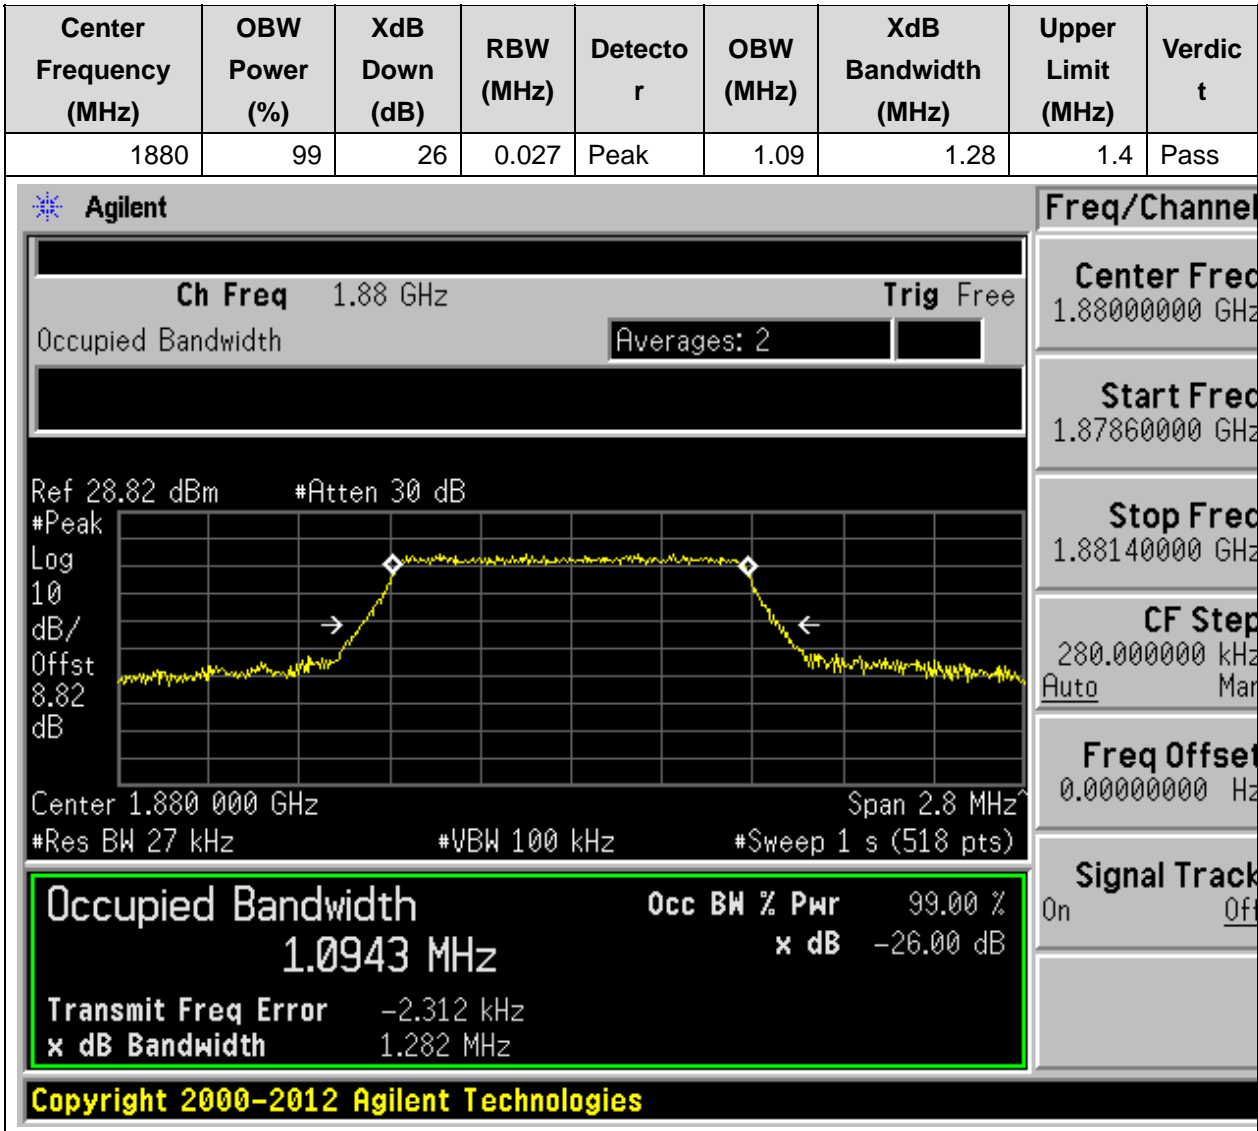 Center Frequency (MHz) OBW Power (%) XdB Down (dB) RBW (MHz) Detecto r OBW (MHz) XdB Bandwidth (MHz) Upper Limit (MHz) Verdic t
1880 99 26 0.027 Peak 1.09 1.28 1.4 Pass
Agilent
Freq/Channel
Ch Freq 1.88 GHz Trig Free
Occupied Bandwidth Averages: 2
Center Freq
1.88000000 GHz
Start Freq
1.87860000 GHz
Stop Freq
1.88140000 GHz
CF Step
280.000000 kHz
Auto Man
Freq Offset
0.00000000 Hz
Signal Track
On Off
Ref 28.82 dBm #Atten 30 dB
#Peak
Log
10
dB/
Offst
8.82
dB
Center 1.880 000 GHz Span 2.8 MHz^
#Res BW 27 kHz #VBW 100 kHz #Sweep 1 s (518 pts)
Occupied Bandwidth Occ BW % Pwr 99.00 %
1.0943 MHz x dB -26.00 dB
Transmit Freq Error -2.312 kHz
x dB Bandwidth 1.282 MHz
Copyright 2000-2012 Agilent Technologies